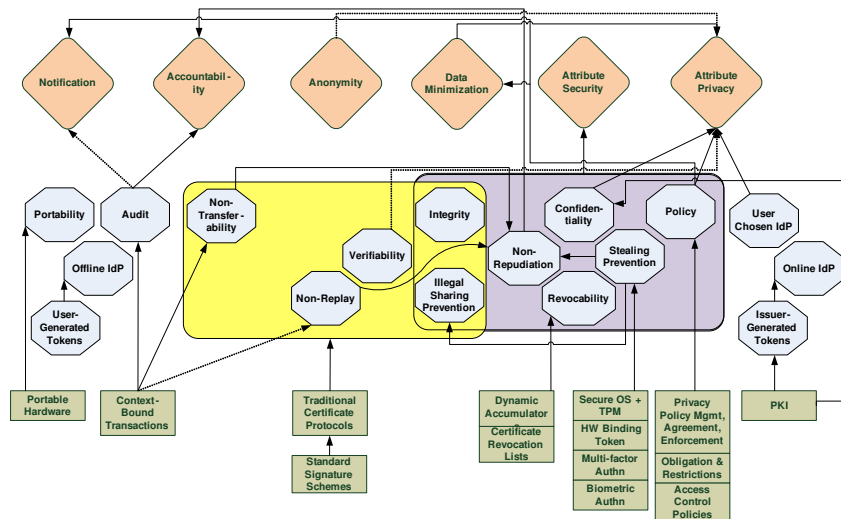 Notification
Accountabil-
ity
Anonymity
Data
Minimization
Attribute
Security
Attribute
Privacy
Portability
Audit
Non-
Transfer-
ability
Integrity
Confiden-
tiality
Policy
User
Chosen IdP
Offline IdP
Verifiability
Non-
Repudiation
Stealing
Prevention
Online IdP
User-
Generated
Tokens
Non-Replay
Illegal
Sharing
Prevention
Revocability
Issuer-
Generated
Tokens
Portable
Hardware
Context-
Bound
Transactions
Traditional
Certificate
Protocols
Standard
Signature
Schemes
Dynamic
Accumulator
Certificate
Revocation
Lists
Secure OS +
TPM
HW Binding
Token
Multi-factor
Authn
Biometric
Authn
Privacy
Policy Mgmt,
Agreement,
Enforcement
Obligation &
Restrictions
Access
Control
Policies
PKI